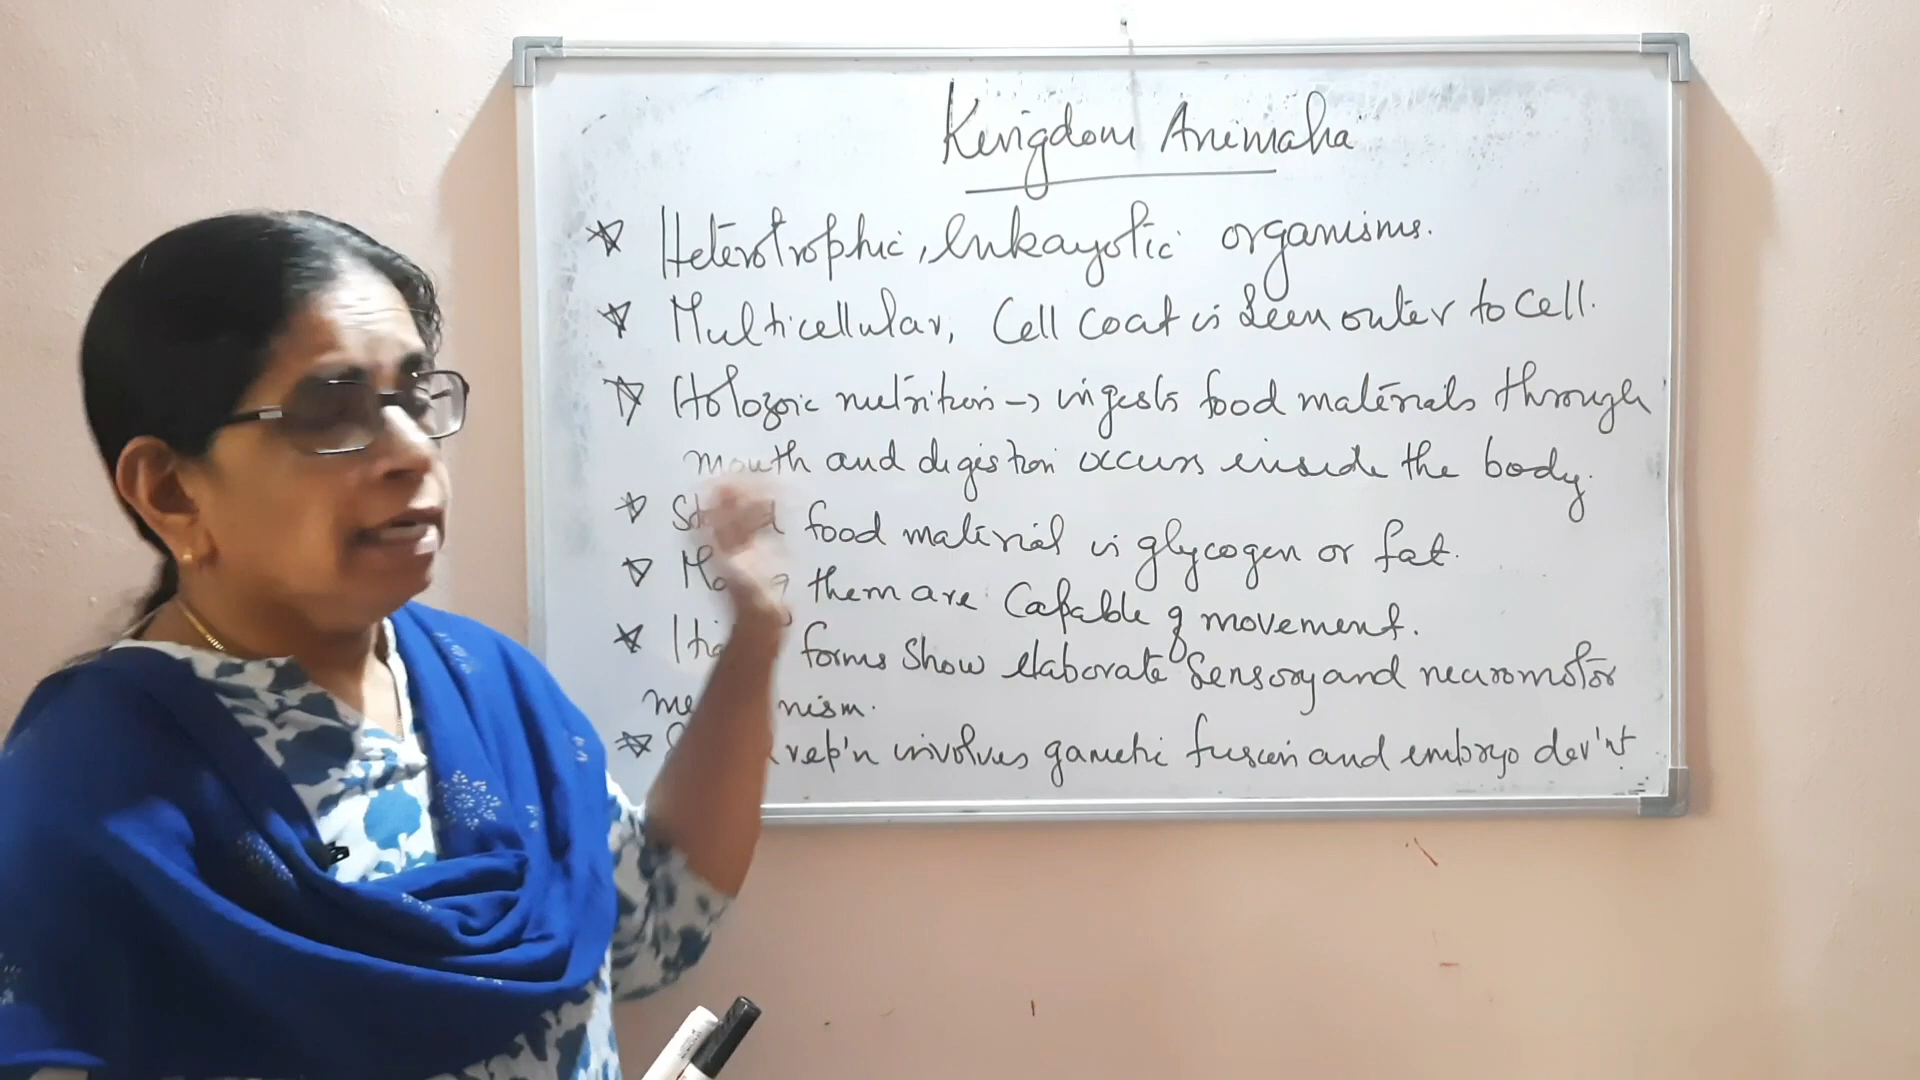 Kingdom Animalia
Heterotrophic, Eukayotic organisms.
Multicellular, Cell coat is seen outer to cell.
Holozoic nutrition → ingests food materials through
mouth and digestion occurs inside the body.
food material is glycogen or fat.
them are Capable of movement.
forms Show elaborate Sensory and neuromotor
rep'n involves gametic fusion and embryo dev'nt